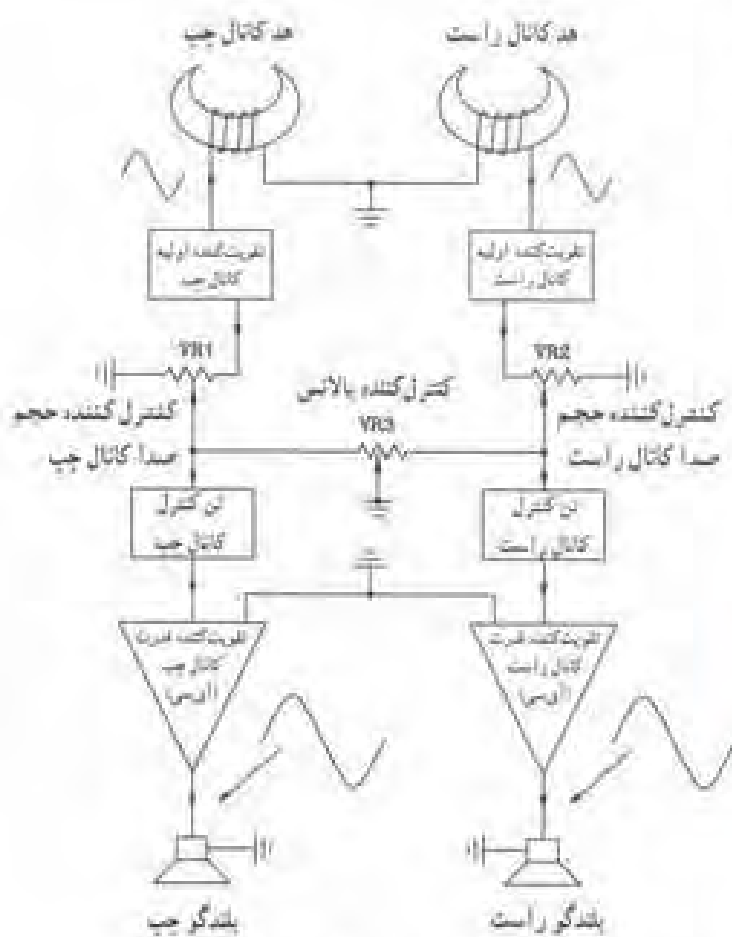 هد کانال راست
هد کانال چپ
تقویت‌کننده اولیه
کانال راست
تقویت‌کننده اولیه
کانال چپ
VR2
VR1
کنترل‌کننده بالانس
VR3
کنترل‌کننده حجم
صدا کانال راست
کنترل‌کننده حجم
صدا، کانال چپ
تن کنترل
کانال راست
تن کنترل
کانال چپ
تقویت‌کننده قدرت
کانال راست
(آی‌سی)
تقویت‌کننده قدرت
کانال چپ
(آی‌سی)
بلندگو راست
بلندگو چپ